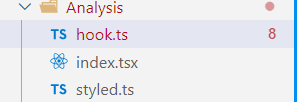 Analysis
TS hook.ts 8
index.tsx
TS styled.ts